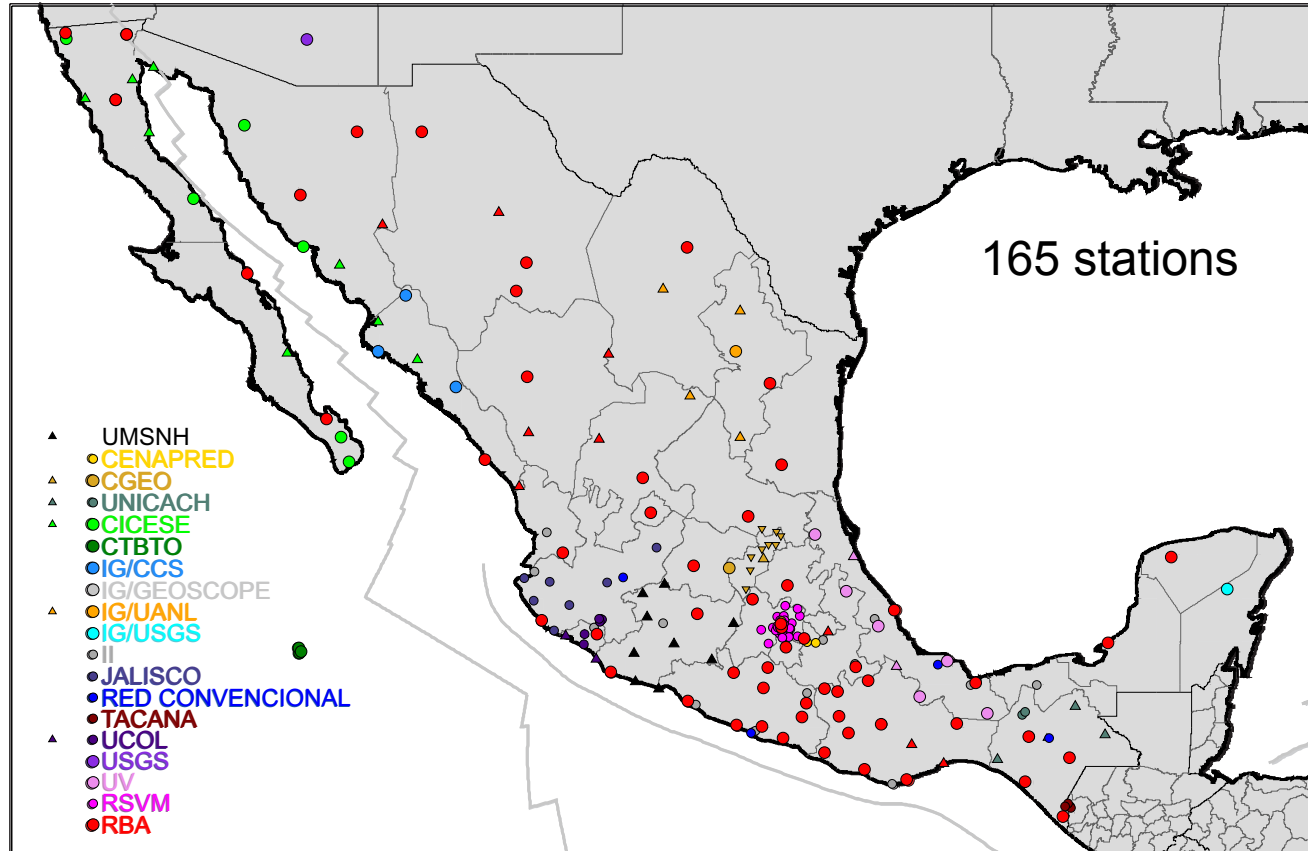 165 stations
UMSNH
CENAPRED
CGEO
UNICACH
CICESE
CTBTO
IG/CCS
IG/GEOSCOPE
IG/UANL
IG/USGS
II
JALISCO
RED CONVENCIONAL
TACANA
UCOL
USGS
UV
RSVM
RBA